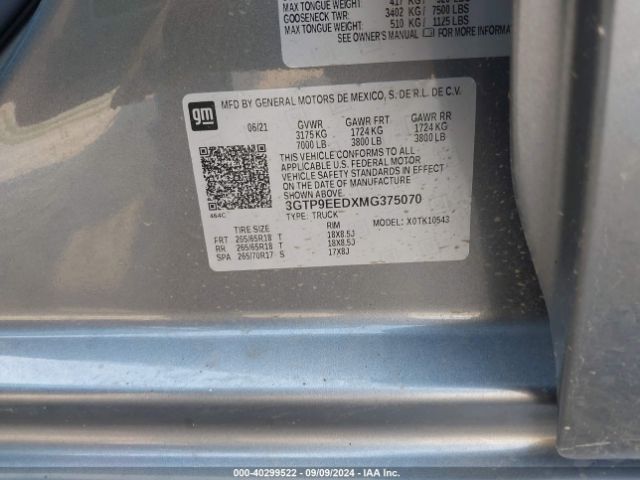 MAX TONGUE WEIGHT: 417 KG / 920 LBS
GOOSENECK TWR: 3402 KG / 7500 LBS
MAX TONGUE WEIGHT: 510 KG / 1125 LBS
SEE OWNER'S MANUAL FOR MORE INFORMATION
gm
MFD BY GENERAL MOTORS DE MEXICO, S. DE R.L. DE C.V.
06/21 GVWR GAWR FRT GAWR RR
3175 KG 1724 KG 1724 KG
7000 LB 3800 LB 3800 LB
THIS VEHICLE CONFORMS TO ALL
APPLICABLE U.S. FEDERAL MOTOR
VEHICLE SAFETY STANDARDS IN EFFECT
ON THE DATE OF MANUFACTURE
SHOWN ABOVE.
3GTP9EEDXMG375070
464C TYPE: TRUCK MODEL: X0TK10543
TIRE SIZE RIM
FRT 265/65R18 T 18X8.5J
RR 265/65R18 T 18X8.5J
SPA 265/70R17 S 17X8J
000-40299522 - 09/09/2024 - IAA Inc.